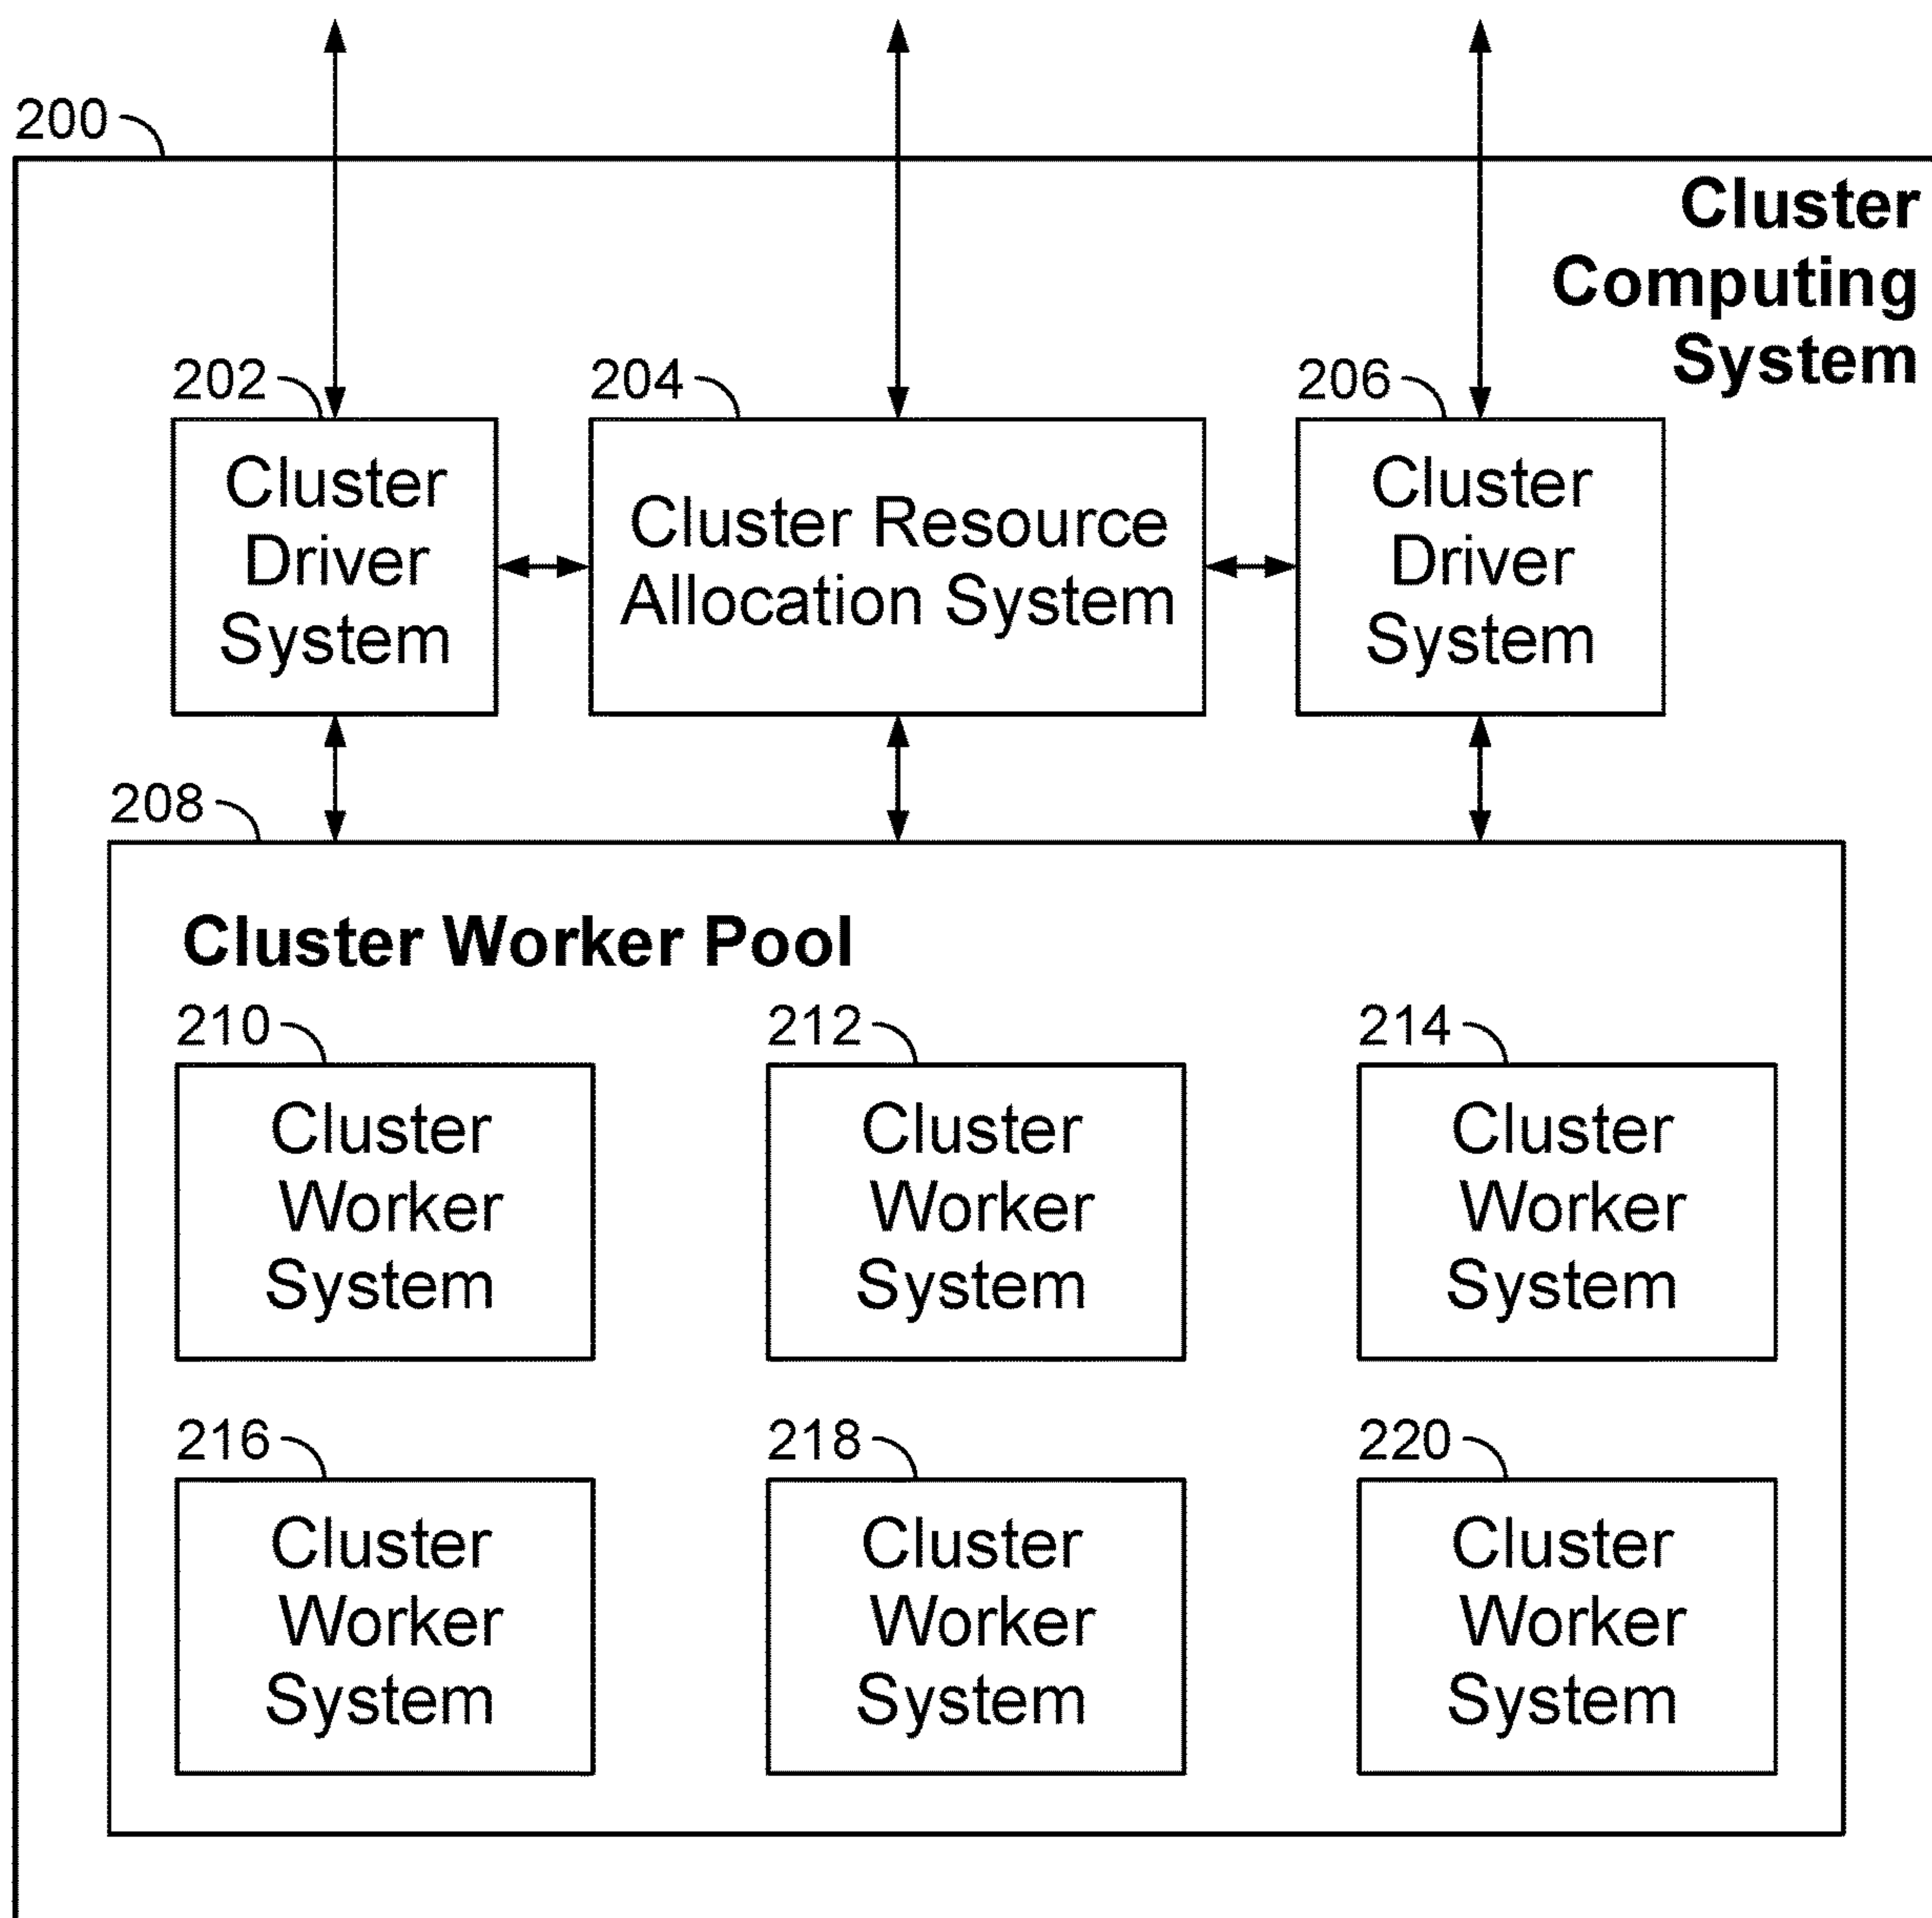 200
Cluster
Computing
System
202
204
206
Cluster
Driver
System
Cluster Resource
Allocation System
Cluster
Driver
System
208
Cluster Worker Pool
210
212
214
Cluster
Worker
System
Cluster
Worker
System
Cluster
Worker
System
216
218
220
Cluster
Worker
System
Cluster
Worker
System
Cluster
Worker
System